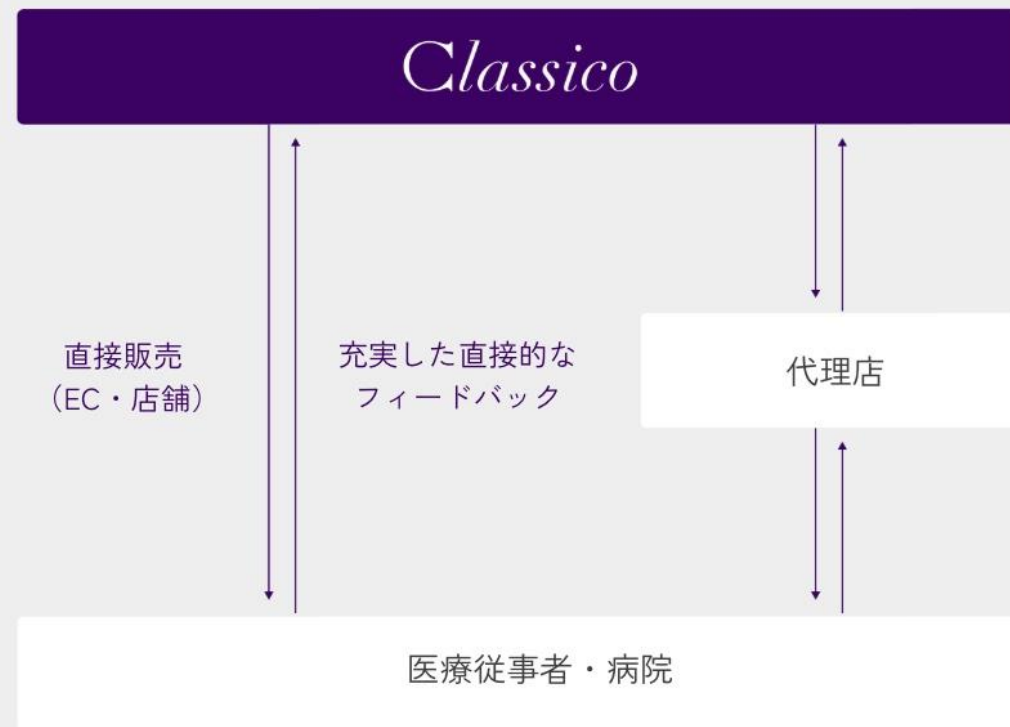 Classico
直接販売
（EC・店舗）
充実した直接的な
フィードバック
代理店
医療従事者・病院